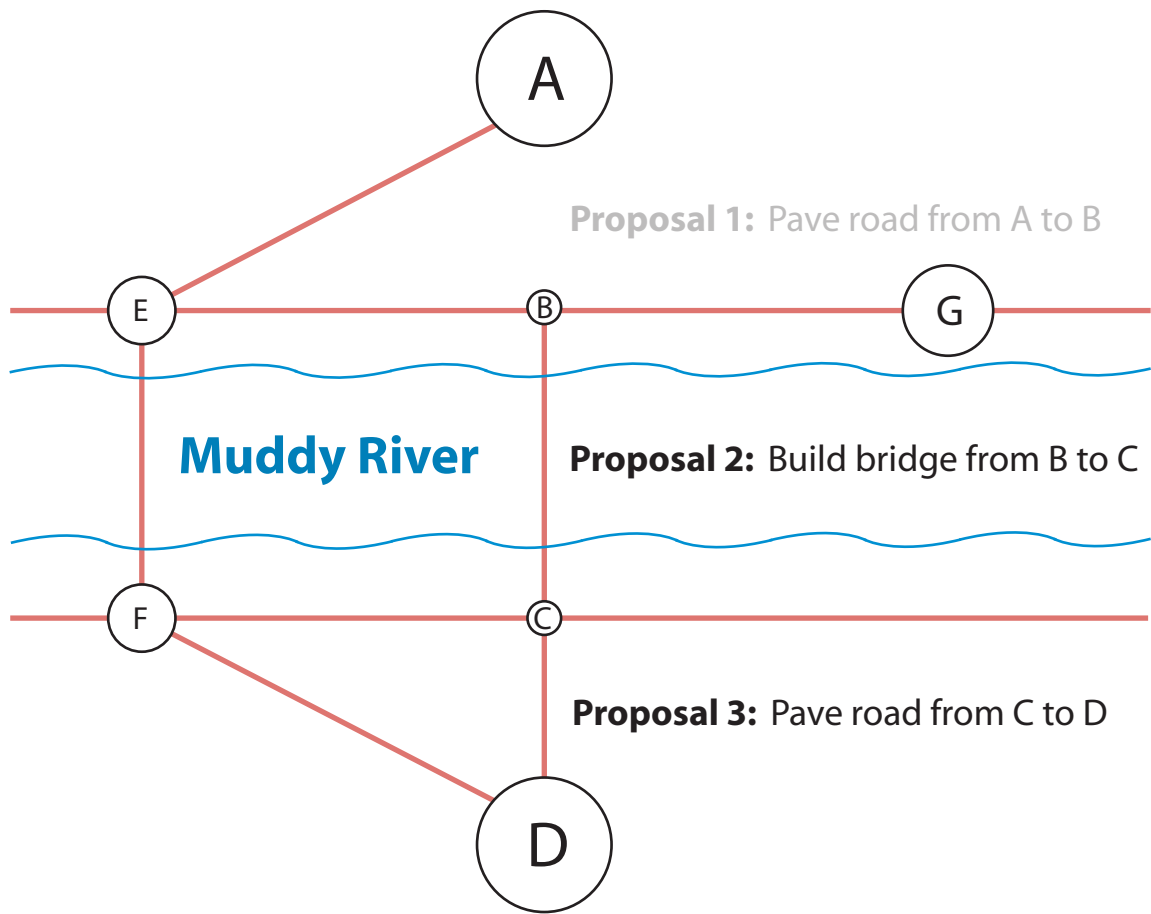 A
Proposal 1: Pave road from A to B
E
B
G
Muddy River
Proposal 2: Build bridge from B to C
F
C
Proposal 3: Pave road from C to D
D